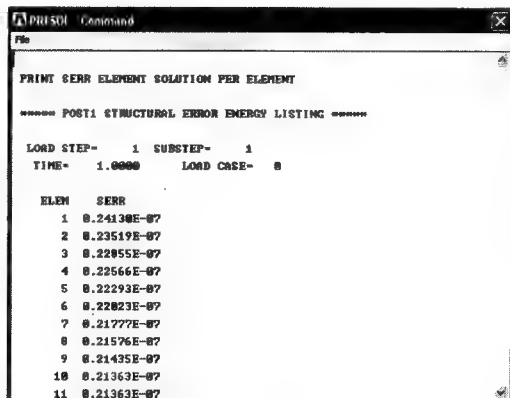 PRESOL Command
File
PRINT SERR ELEMENT SOLUTION PER ELEMENT
***** POST1 STRUCTURAL ERROR ENERGY LISTING *****
LOAD STEP= 1 SUBSTEP= 1
TIME= 1.0000 LOAD CASE= 0
ELEM SERR
1 0.24130E-07
2 0.23519E-07
3 0.22855E-07
4 0.22566E-07
5 0.22293E-07
6 0.22023E-07
7 0.21777E-07
8 0.21576E-07
9 0.21435E-07
10 0.21363E-07
11 0.21363E-07